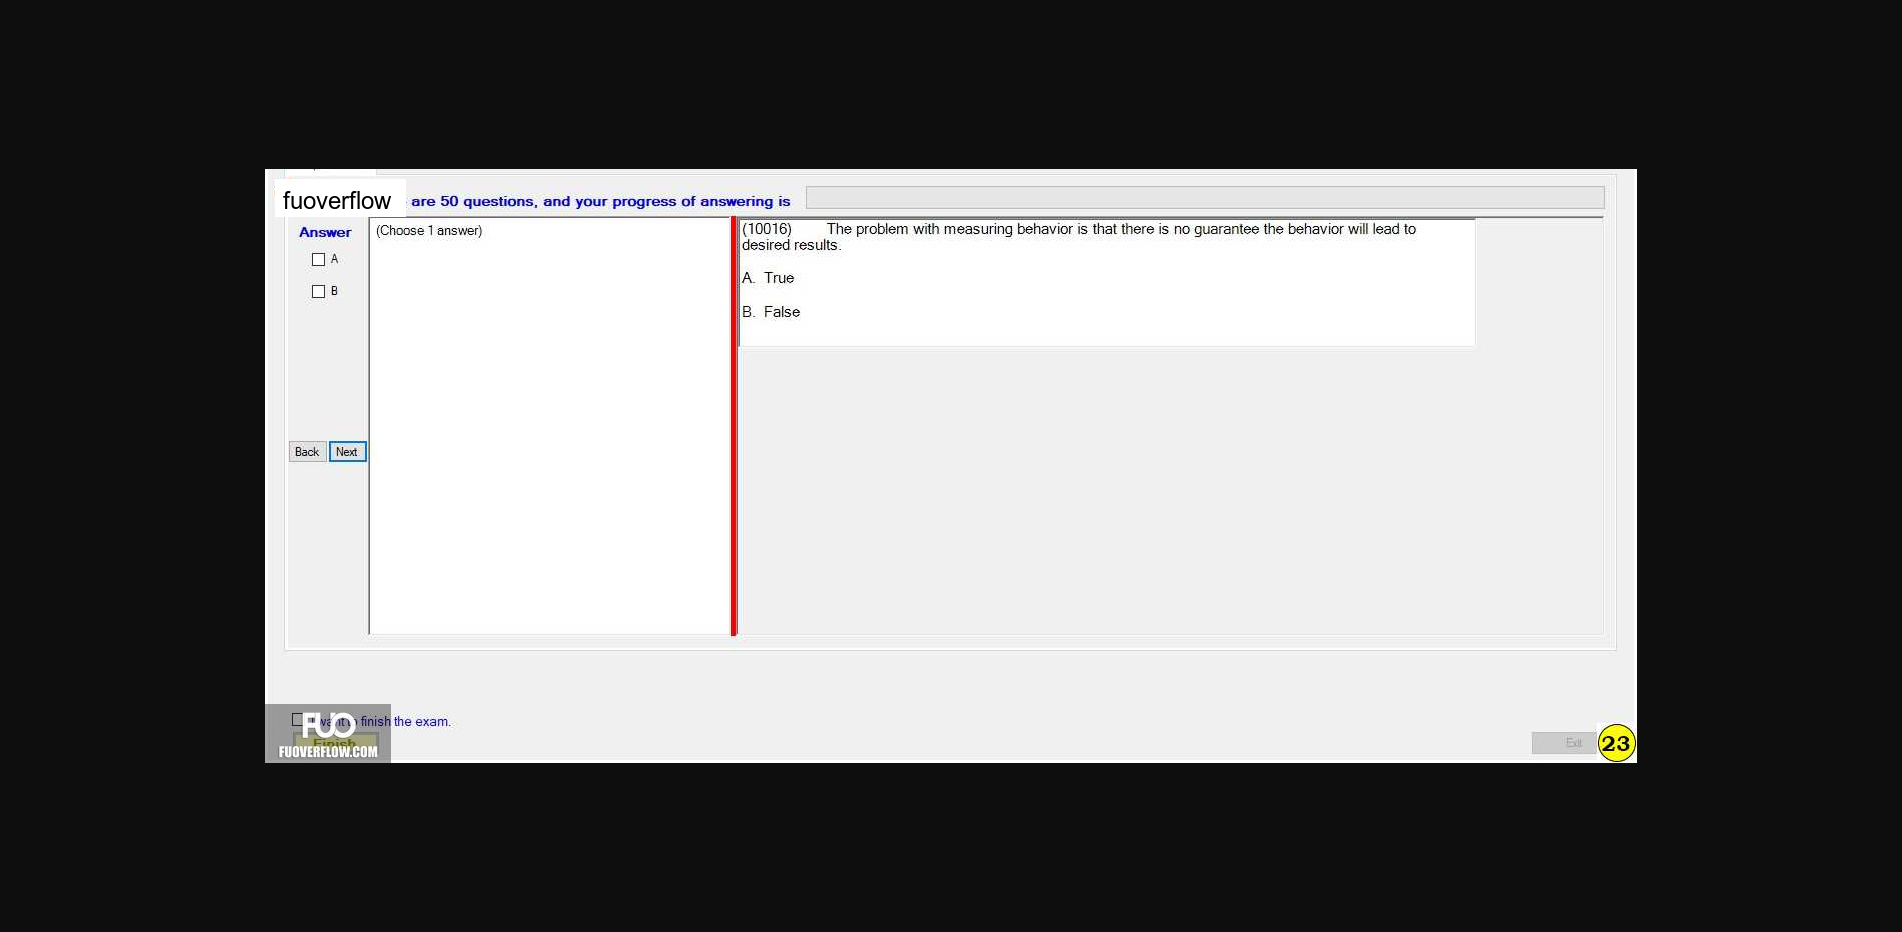 fuoverflow are 50 questions, and your progress of answering is
Answer
A
B
Back Next
(Choose 1 answer)
(10016) The problem with measuring behavior is that there is no guarantee the behavior will lead to
desired results.
A. True
B. False
I want to finish the exam.
Finish
FUO
FUOVERFLOW.COM
Exit
23